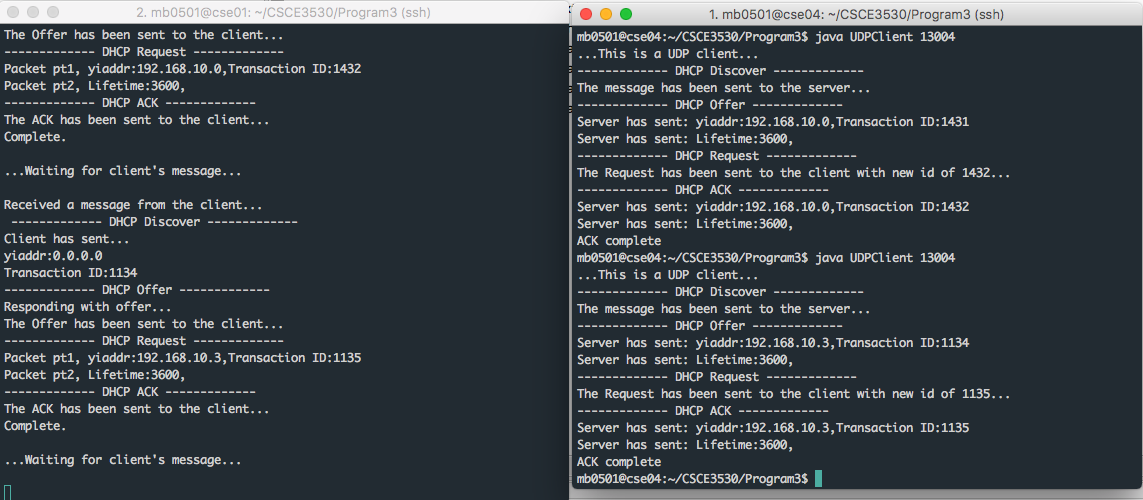 2. mb0501@cse01: ~/CSCE3530/Program3 (ssh)
The Offer has been sent to the client...
------------- DHCP Request -------------
Packet pt1, yiaddr:192.168.10.0,Transaction ID:1432
Packet pt2, Lifetime:3600,
------------- DHCP ACK -------------
The ACK has been sent to the client...
Complete.
...Waiting for client's message...
Received a message from the client...
------------- DHCP Discover -------------
Client has sent...
yiaddr:0.0.0.0
Transaction ID:1134
------------- DHCP Offer -------------
Responding with offer...
The Offer has been sent to the client...
------------- DHCP Request -------------
Packet pt1, yiaddr:192.168.10.3,Transaction ID:1135
Packet pt2, Lifetime:3600,
------------- DHCP ACK -------------
The ACK has been sent to the client...
Complete.
...Waiting for client's message...
1. mb0501@cse04: ~/CSCE3530/Program3 (ssh)
mb0501@cse04:~/CSCE3530/Program3$ java UDPClient 13004
...This is a UDP client...
------------- DHCP Discover -------------
The message has been sent to the server...
------------- DHCP Offer -------------
Server has sent: yiaddr:192.168.10.0,Transaction ID:1431
Server has sent: Lifetime:3600,
------------- DHCP Request -------------
The Request has been sent to the client with new id of 1432...
------------- DHCP ACK -------------
Server has sent: yiaddr:192.168.10.0,Transaction ID:1432
Server has sent: Lifetime:3600,
ACK complete
mb0501@cse04:~/CSCE3530/Program3$ java UDPClient 13004
...This is a UDP client...
------------- DHCP Discover -------------
The message has been sent to the server...
------------- DHCP Offer -------------
Server has sent: yiaddr:192.168.10.3,Transaction ID:1134
Server has sent: Lifetime:3600,
------------- DHCP Request -------------
The Request has been sent to the client with new id of 1135...
------------- DHCP ACK -------------
Server has sent: yiaddr:192.168.10.3,Transaction ID:1135
Server has sent: Lifetime:3600,
ACK complete
mb0501@cse04:~/CSCE3530/Program3$